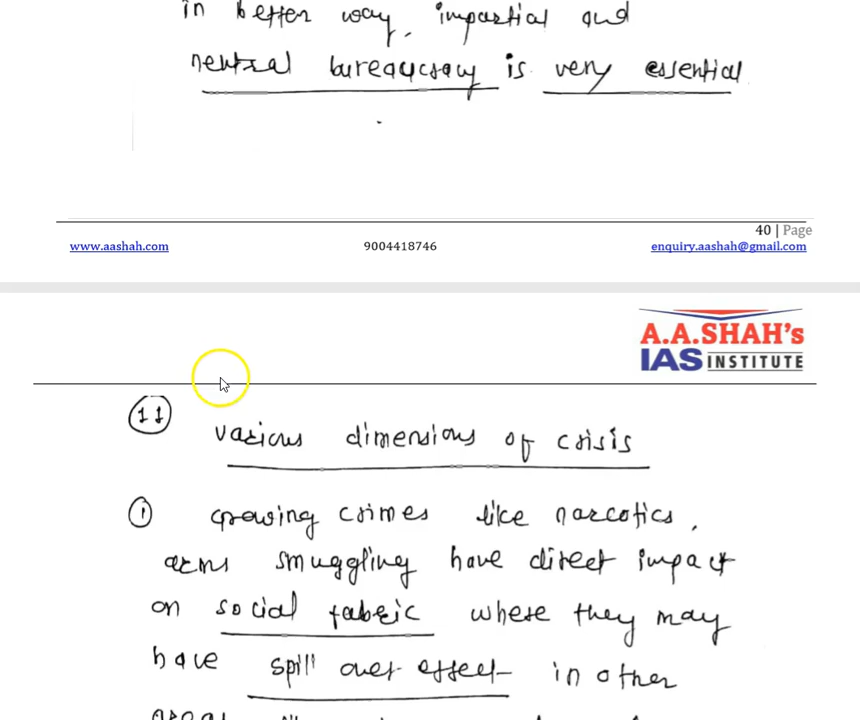 in better way, impartial and
neutral bureaucracy is very essential
40 | Page
www.aashah.com 9004418746 enquiry.aashah@gmail.com
A.A.SHAH's
IAS INSTITUTE
11
various dimensions of crisis
1 growing crimes like narcotics,
arms smuggling have direct impact
on social fabric where they may
have spill over effect in other